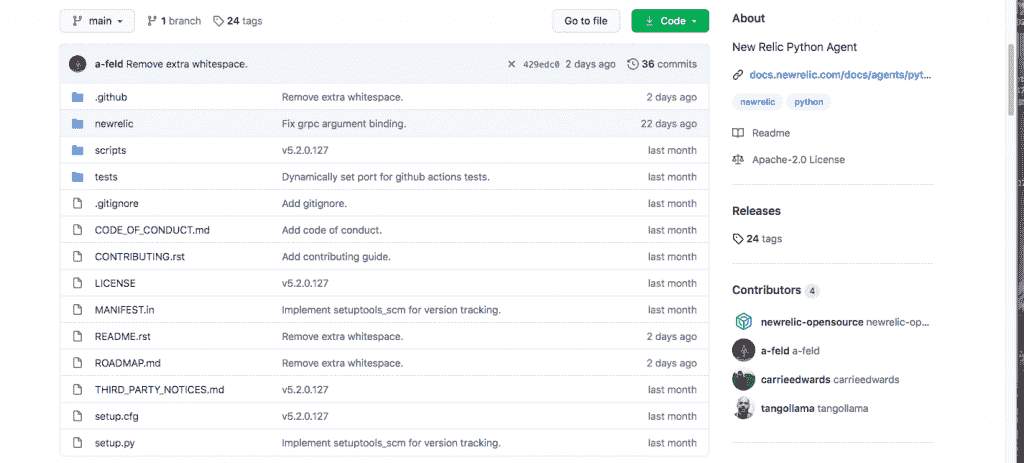 main 1 branch 24 tags Go to file Code
a-feld Remove extra whitespace. 429edc0 2 days ago 36 commits
.github Remove extra whitespace. 2 days ago
newrelic Fix grpc argument binding. 22 days ago
scripts v5.2.0.127 last month
tests Dynamically set port for github actions tests. last month
.gitignore Add gitignore. last month
CODE_OF_CONDUCT.md Add code of conduct. last month
CONTRIBUTING.rst Add contributing guide. last month
LICENSE v5.2.0.127 last month
MANIFEST.in Implement setuptools_scm for version tracking. last month
README.rst Remove extra whitespace. 2 days ago
ROADMAP.md Remove extra whitespace. 2 days ago
THIRD_PARTY_NOTICES.md v5.2.0.127 last month
setup.cfg v5.2.0.127 last month
setup.py Implement setuptools_scm for version tracking. last month
About
New Relic Python Agent
docs.newrelic.com/docs/agents/pyt...
newrelic python
Readme
Apache-2.0 License
Releases
24 tags
Contributors 4
newrelic-opensource newrelic-op...
a-feld a-feld
carrieedwards carrieedwards
tangollama tangollama